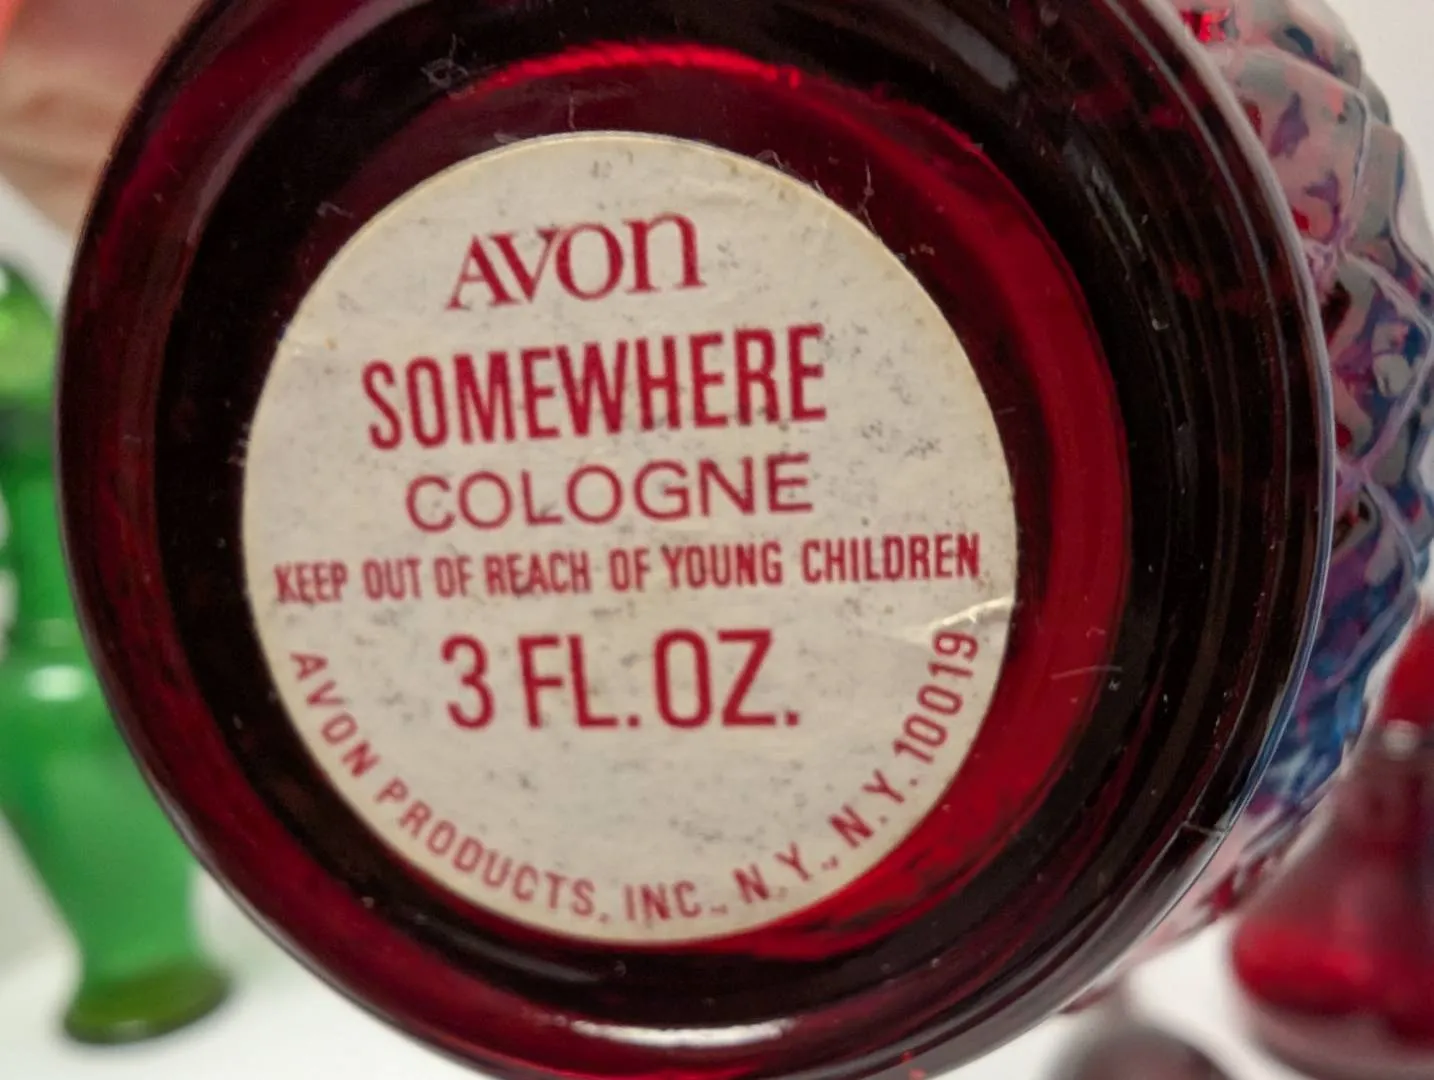 AVON
SOMEWHERE
COLOGNE
KEEP OUT OF REACH OF YOUNG CHILDREN
3 FL. OZ.
AVON PRODUCTS, INC., N.Y., N.Y. 10019